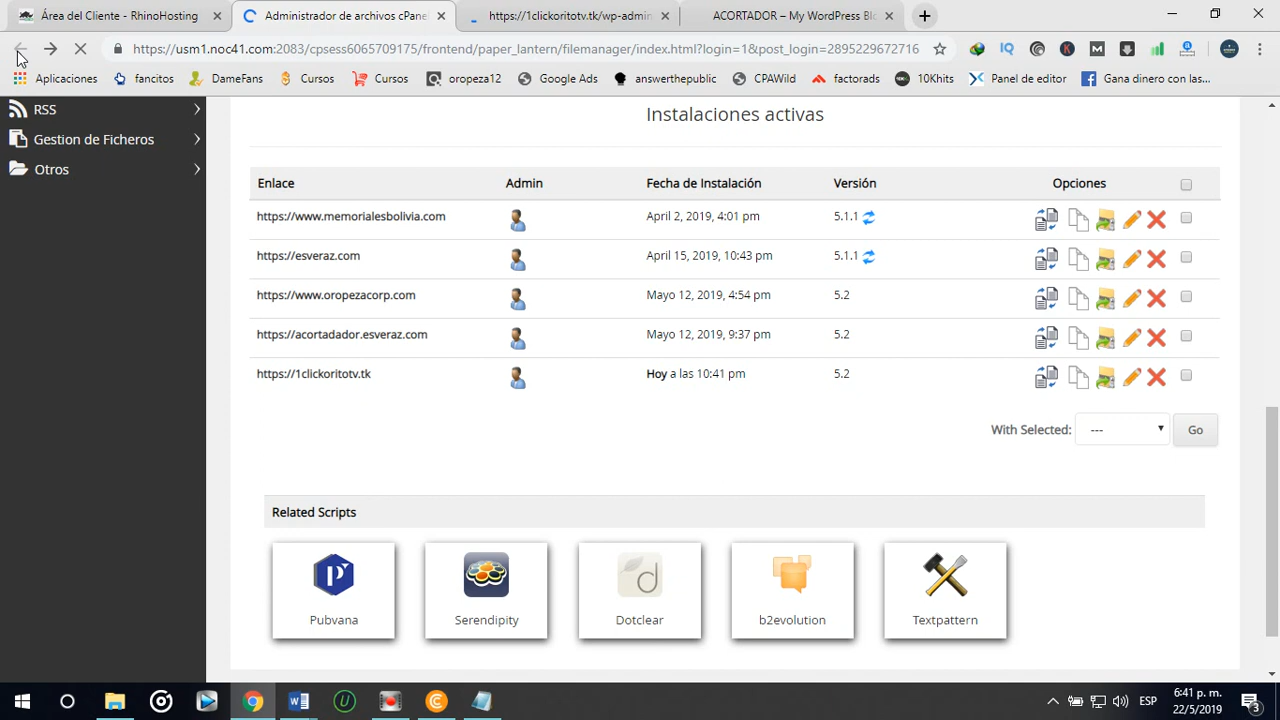 Área del Cliente - RhinoHosting
Administrador de archivos cPane
https://1clickoritotv.tk/wp-admin
ACORTADOR – My WordPress Blo
https://usm1.noc41.com:2083/cpsess6065709175/frontend/paper_lantern/filemanager/index.html?login=1&post_login=2895229672716
Aplicaciones
fancitos
DameFans
Cursos
Cursos
oropeza12
Google Ads
answerthepublic
CPAWild
factorads
10Khits
Panel de editor
Gana dinero con las...
RSS
Gestion de Ficheros
Otros
Instalaciones activas
Enlace Admin Fecha de Instalación Versión Opciones
https://www.memorialesbolivia.com April 2, 2019, 4:01 pm 5.1.1
https://esveraz.com April 15, 2019, 10:43 pm 5.1.1
https://www.oropezacorp.com Mayo 12, 2019, 4:54 pm 5.2
https://acortadador.esveraz.com Mayo 12, 2019, 9:37 pm 5.2
https://1clickoritotv.tk Hoy a las 10:41 pm 5.2
With Selected: --- Go
Related Scripts
Pubvana
Serendipity
Dotclear
b2evolution
Textpattern
ESP
6:41 p. m.
22/5/2019
3